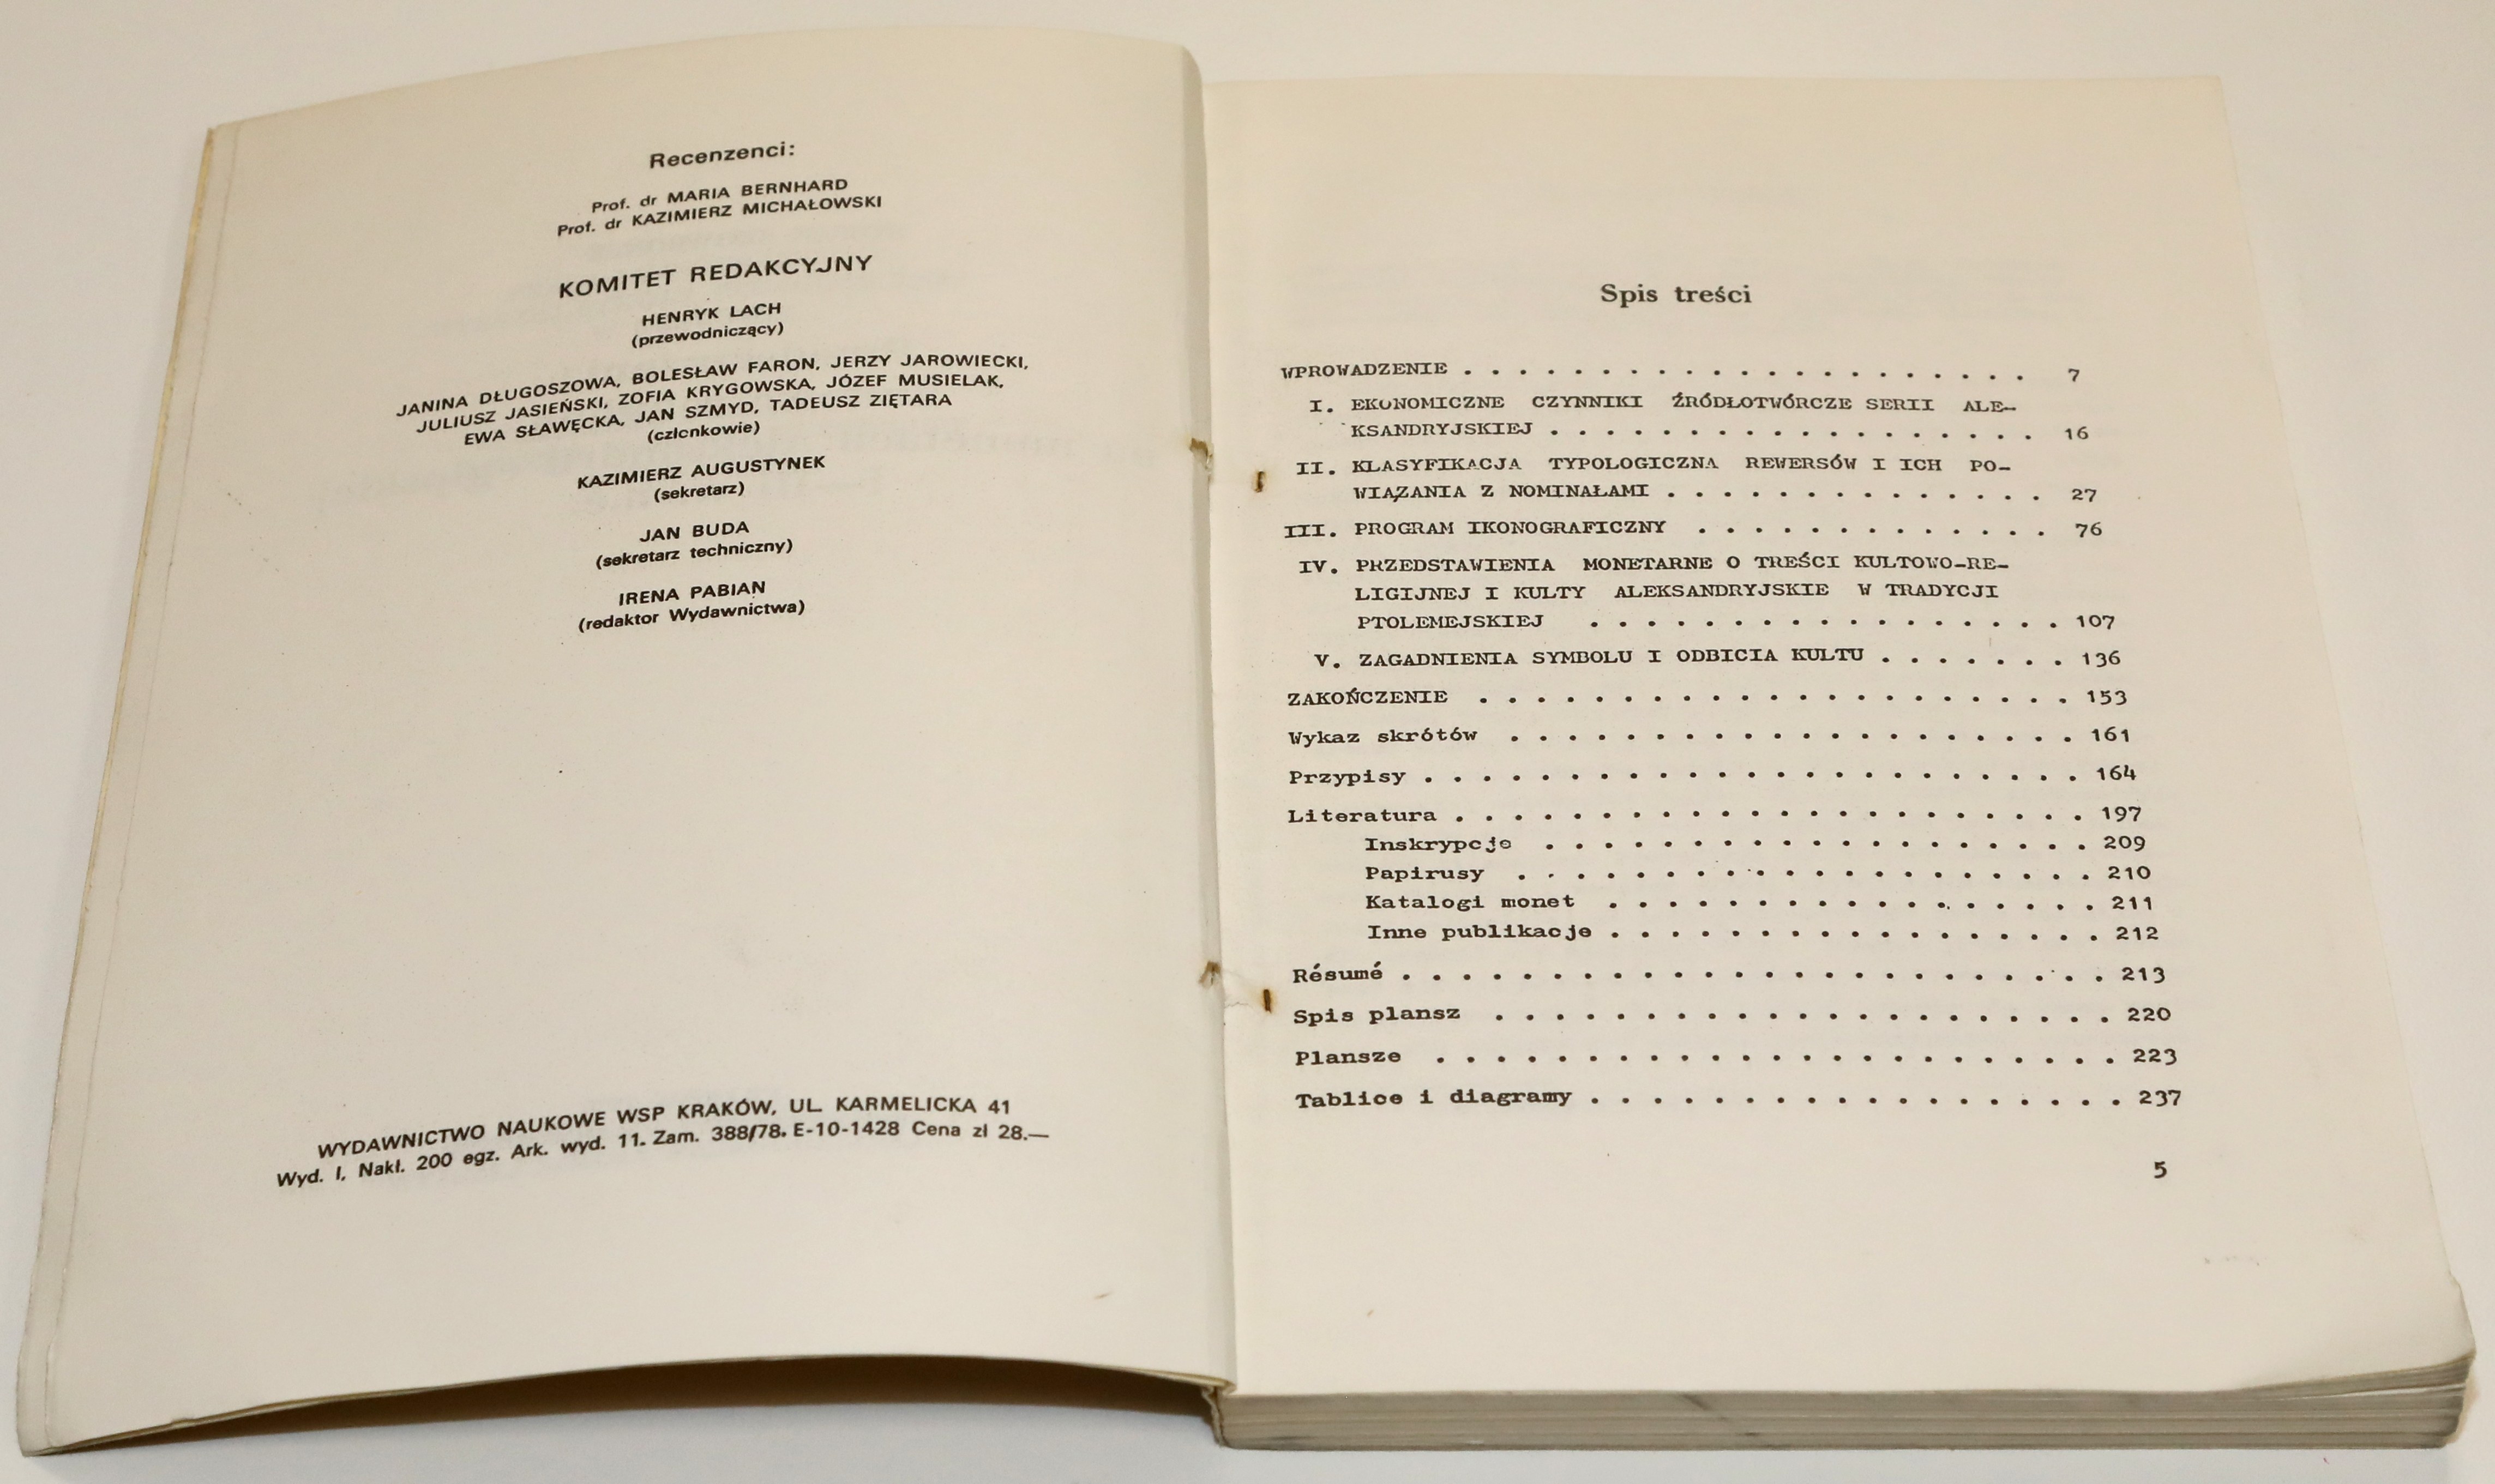 Recenzenci:
Prof. dr MARIA BERNHARD
Prof. dr KAZIMIERZ MICHAŁOWSKI
KOMITET REDAKCYJNY
HENRYK LACH
(przewodniczący)
JANINA DŁUGOSZOWA, BOLESŁAW FARON, JERZY JAROWIECKI,
JULIUSZ JASIEŃSKI, ZOFIA KRYGOWSKA, JÓZEF MUSIELAK,
EWA SŁAWĘCKA, JAN SZMYD, TADEUSZ ZIĘTARA
(członkowie)
KAZIMIERZ AUGUSTYNEK
(sekretarz)
JAN BUDA
(sekretarz techniczny)
IRENA PABIAN
(redaktor Wydawnictwa)
WYDAWNICTWO NAUKOWE WSP KRAKÓW, UL. KARMELICKA 41
Wyd. I, Nakł. 200 egz. Ark. wyd. 11. Zam. 388/78. E-10-1428 Cena zł 28.—
Spis treści
WPROWADZENIE . . . . . . . . . . . . . . . . . . . . . 7
I. EKONOMICZNE CZYNNIKI ŹRÓDŁOTWÓRCZE SERII ALE-
KSANDRYJSKIEJ . . . . . . . . . . . . . . . . . . 16
II. KLASYFIKACJA TYPOLOGICZNA REWERSÓW I ICH PO-
WIĄZANIA Z NOMINAŁAMI . . . . . . . . . . . . . . 27
III. PROGRAM IKONOGRAFICZNY . . . . . . . . . . . . . 76
IV. PRZEDSTAWIENIA MONETARNE O TREŚCI KULTOWO-RE-
LIGIJNEJ I KULTY ALEKSANDRYJSKIE W TRADYCJI
PTOLEMEJSKIEJ . . . . . . . . . . . . . . . . . 107
V. ZAGADNIENIA SYMBOLU I ODBICIA KULTU . . . . . . . 136
ZAKOŃCZENIE . . . . . . . . . . . . . . . . . . . . . 153
Wykaz skrótów . . . . . . . . . . . . . . . . . . . . 161
Przypisy . . . . . . . . . . . . . . . . . . . . . . . 164
Literatura . . . . . . . . . . . . . . . . . . . . . . 197
Inskrypcje . . . . . . . . . . . . . . . . . . . 209
Papirusy . . . . . . . . . . . . . . . . . . . . 210
Katalogi monet . . . . . . . . . . . . . . . . . 211
Inne publikacje . . . . . . . . . . . . . . . . . 212
Résumé . . . . . . . . . . . . . . . . . . . . . . . . 213
Spis plansz . . . . . . . . . . . . . . . . . . . . . 220
Plansze . . . . . . . . . . . . . . . . . . . . . . . 223
Tablice i diagramy . . . . . . . . . . . . . . . . . . 237
5